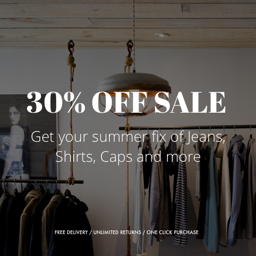 30% OFF SALE
Get your summer fix of Jeans,
Shirts, Caps and more
FREE DELIVERY / UNLIMITED RETURNS / ONE CLICK PURCHASE